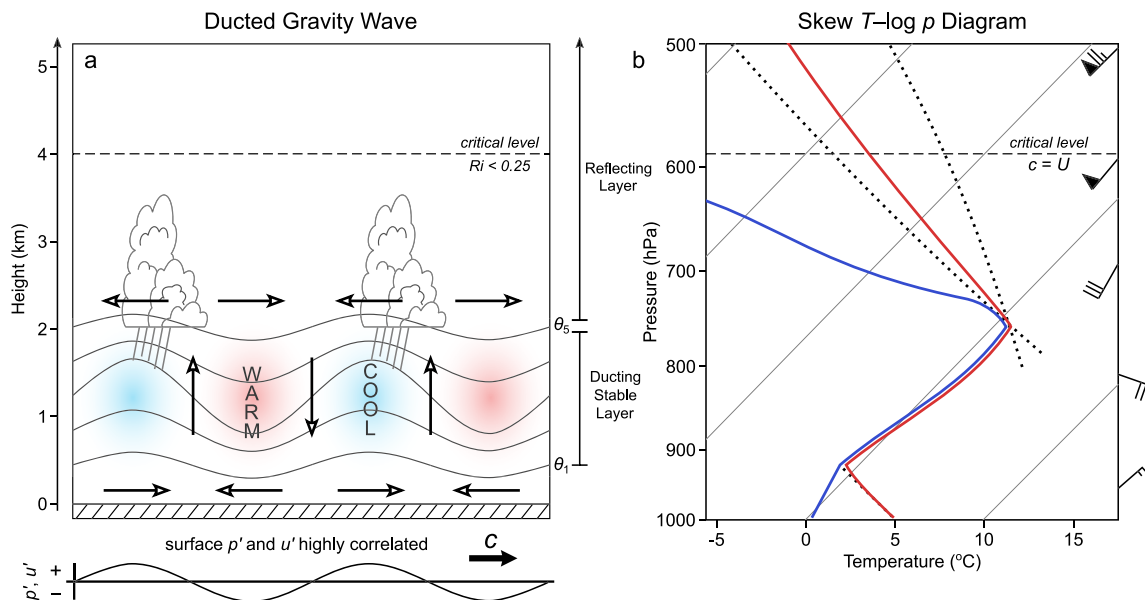 Ducted Gravity Wave
a
5
4
3
2
1
0
Height (km)
critical level
Ri < 0.25
WARM
COOL
θ5
θ1
Reflecting
Layer
Ducting
Stable
Layer
surface p' and u' highly correlated
c
p', u'
+
–
Skew T–log p Diagram
b
500
600
700
800
900
1000
Pressure (hPa)
critical level
c = U
-5
0
5
10
15
Temperature (°C)